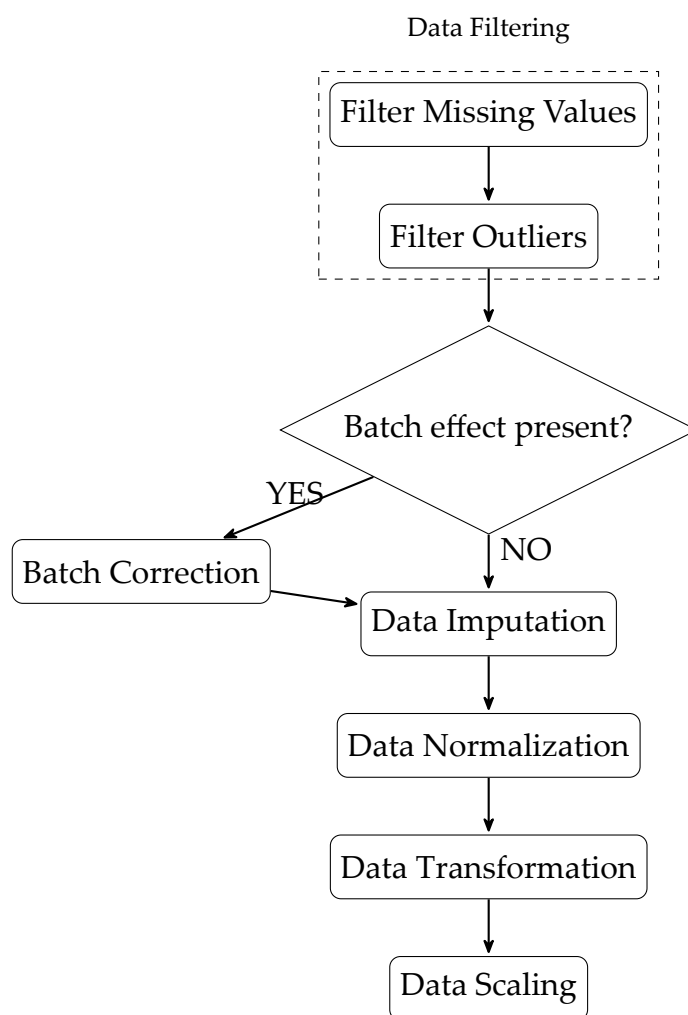 Data Filtering
Filter Missing Values
Filter Outliers
Batch effect present?
YES
NO
Batch Correction
Data Imputation
Data Normalization
Data Transformation
Data Scaling